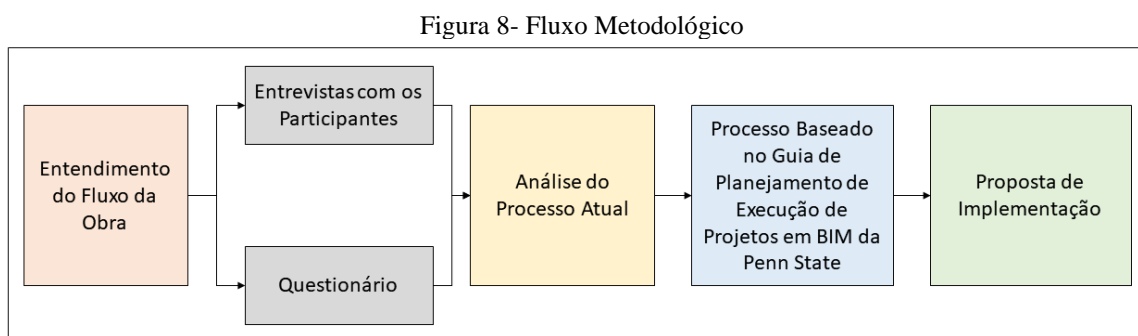 Figura 8- Fluxo Metodológico
Entendimento
do Fluxo da
Obra
Entrevistas com os
Participantes
Questionário
Análise do
Processo Atual
Processo Baseado
no Guia de
Planejamento de
Execução de
Projetos em BIM da
Penn State
Proposta de
Implementação